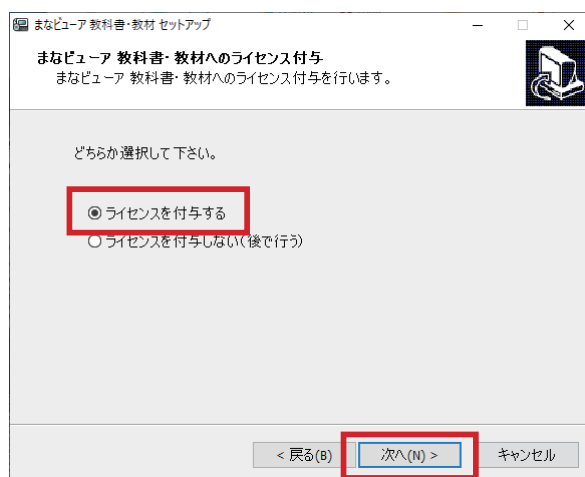 まなビューア 教科書・教材 セットアップ
まなビューア 教科書・教材へのライセンス付与
まなビューア 教科書・教材へのライセンス付与を行います。
どちらか選択して下さい。
ライセンスを付与する
ライセンスを付与しない(後で行う)
< 戻る(B)
次へ(N) >
キャンセル